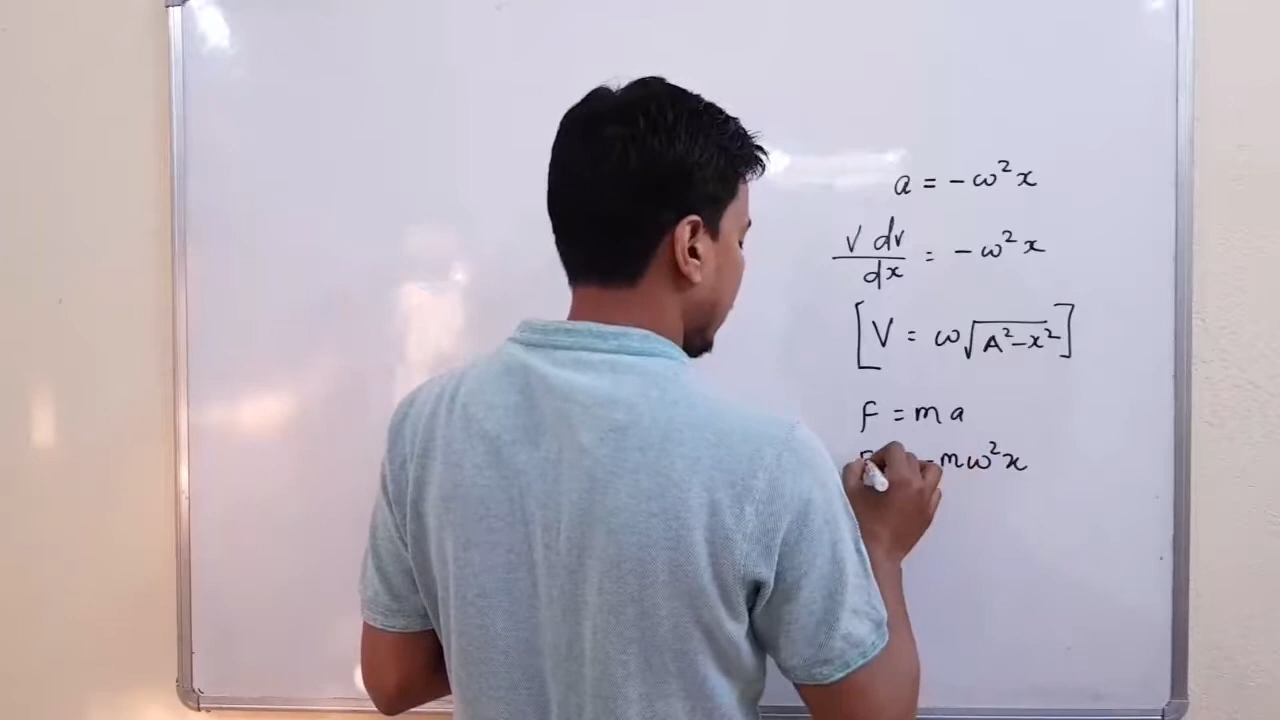 a = -ω²x
v dv/dx = -ω²x
[V = ω√(A²-x²)]
F = ma
-mω²x